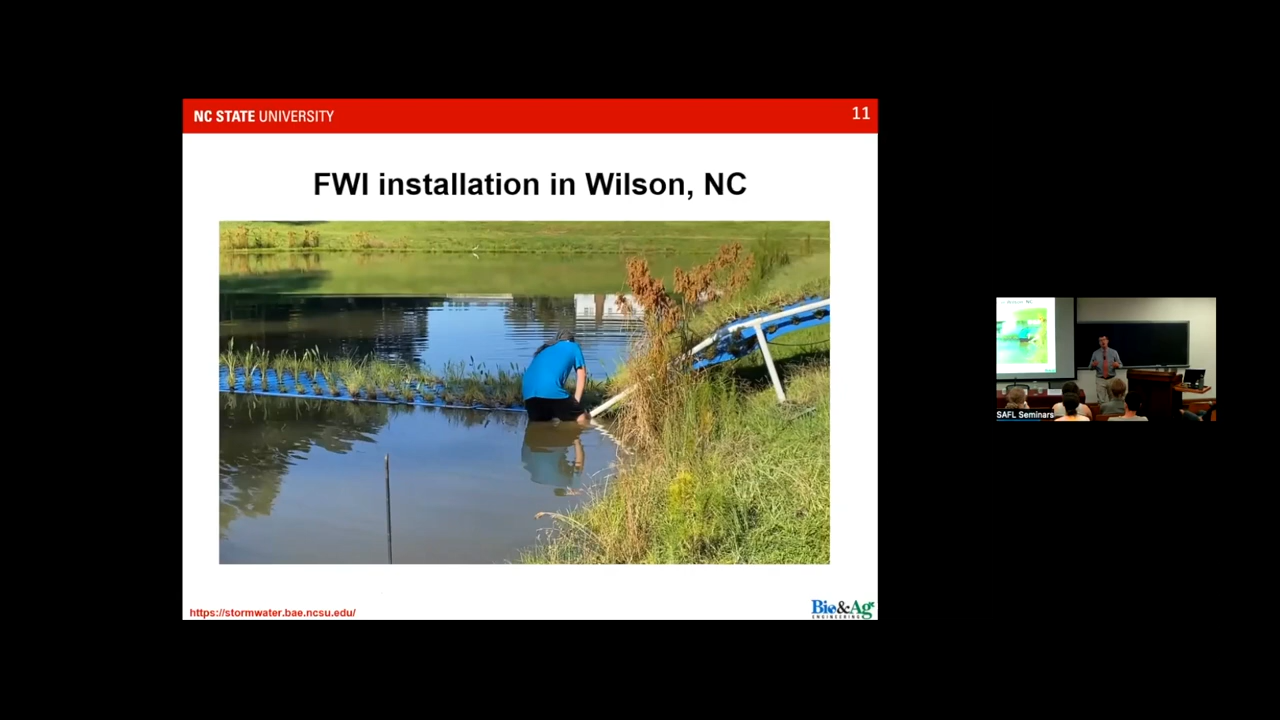 NC STATE UNIVERSITY
11
FWI installation in Wilson, NC
https://stormwater.bae.ncsu.edu/
Bio&Ag
ENGINEERING
SAFL Seminars